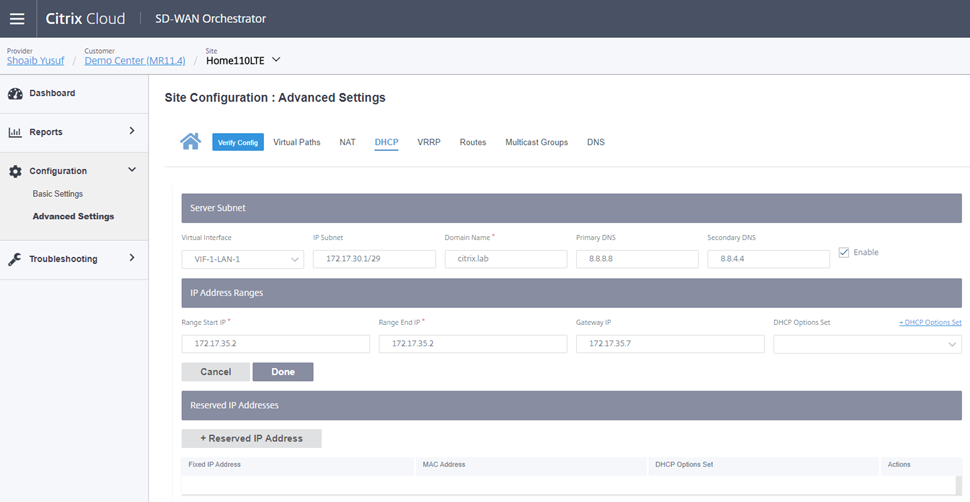 Citrix Cloud SD-WAN Orchestrator
Provider Customer Site
Shoaib Yusuf / Demo Center (MR11.4) / Home110LTE
Dashboard
Reports
Configuration
Basic Settings
Advanced Settings
Troubleshooting
Site Configuration : Advanced Settings
Verify Config Virtual Paths NAT DHCP VRRP Routes Multicast Groups DNS
Server Subnet
Virtual Interface IP Subnet Domain Name * Primary DNS Secondary DNS
VIF-1-LAN-1 172.17.30.1/29 citrix.lab 8.8.8.8 8.8.4.4 Enable
IP Address Ranges
Range Start IP * Range End IP * Gateway IP DHCP Options Set + DHCP Options Set
172.17.35.2 172.17.35.2 172.17.35.7
Cancel Done
Reserved IP Addresses
+ Reserved IP Address
Fixed IP Address MAC Address DHCP Options Set Actions